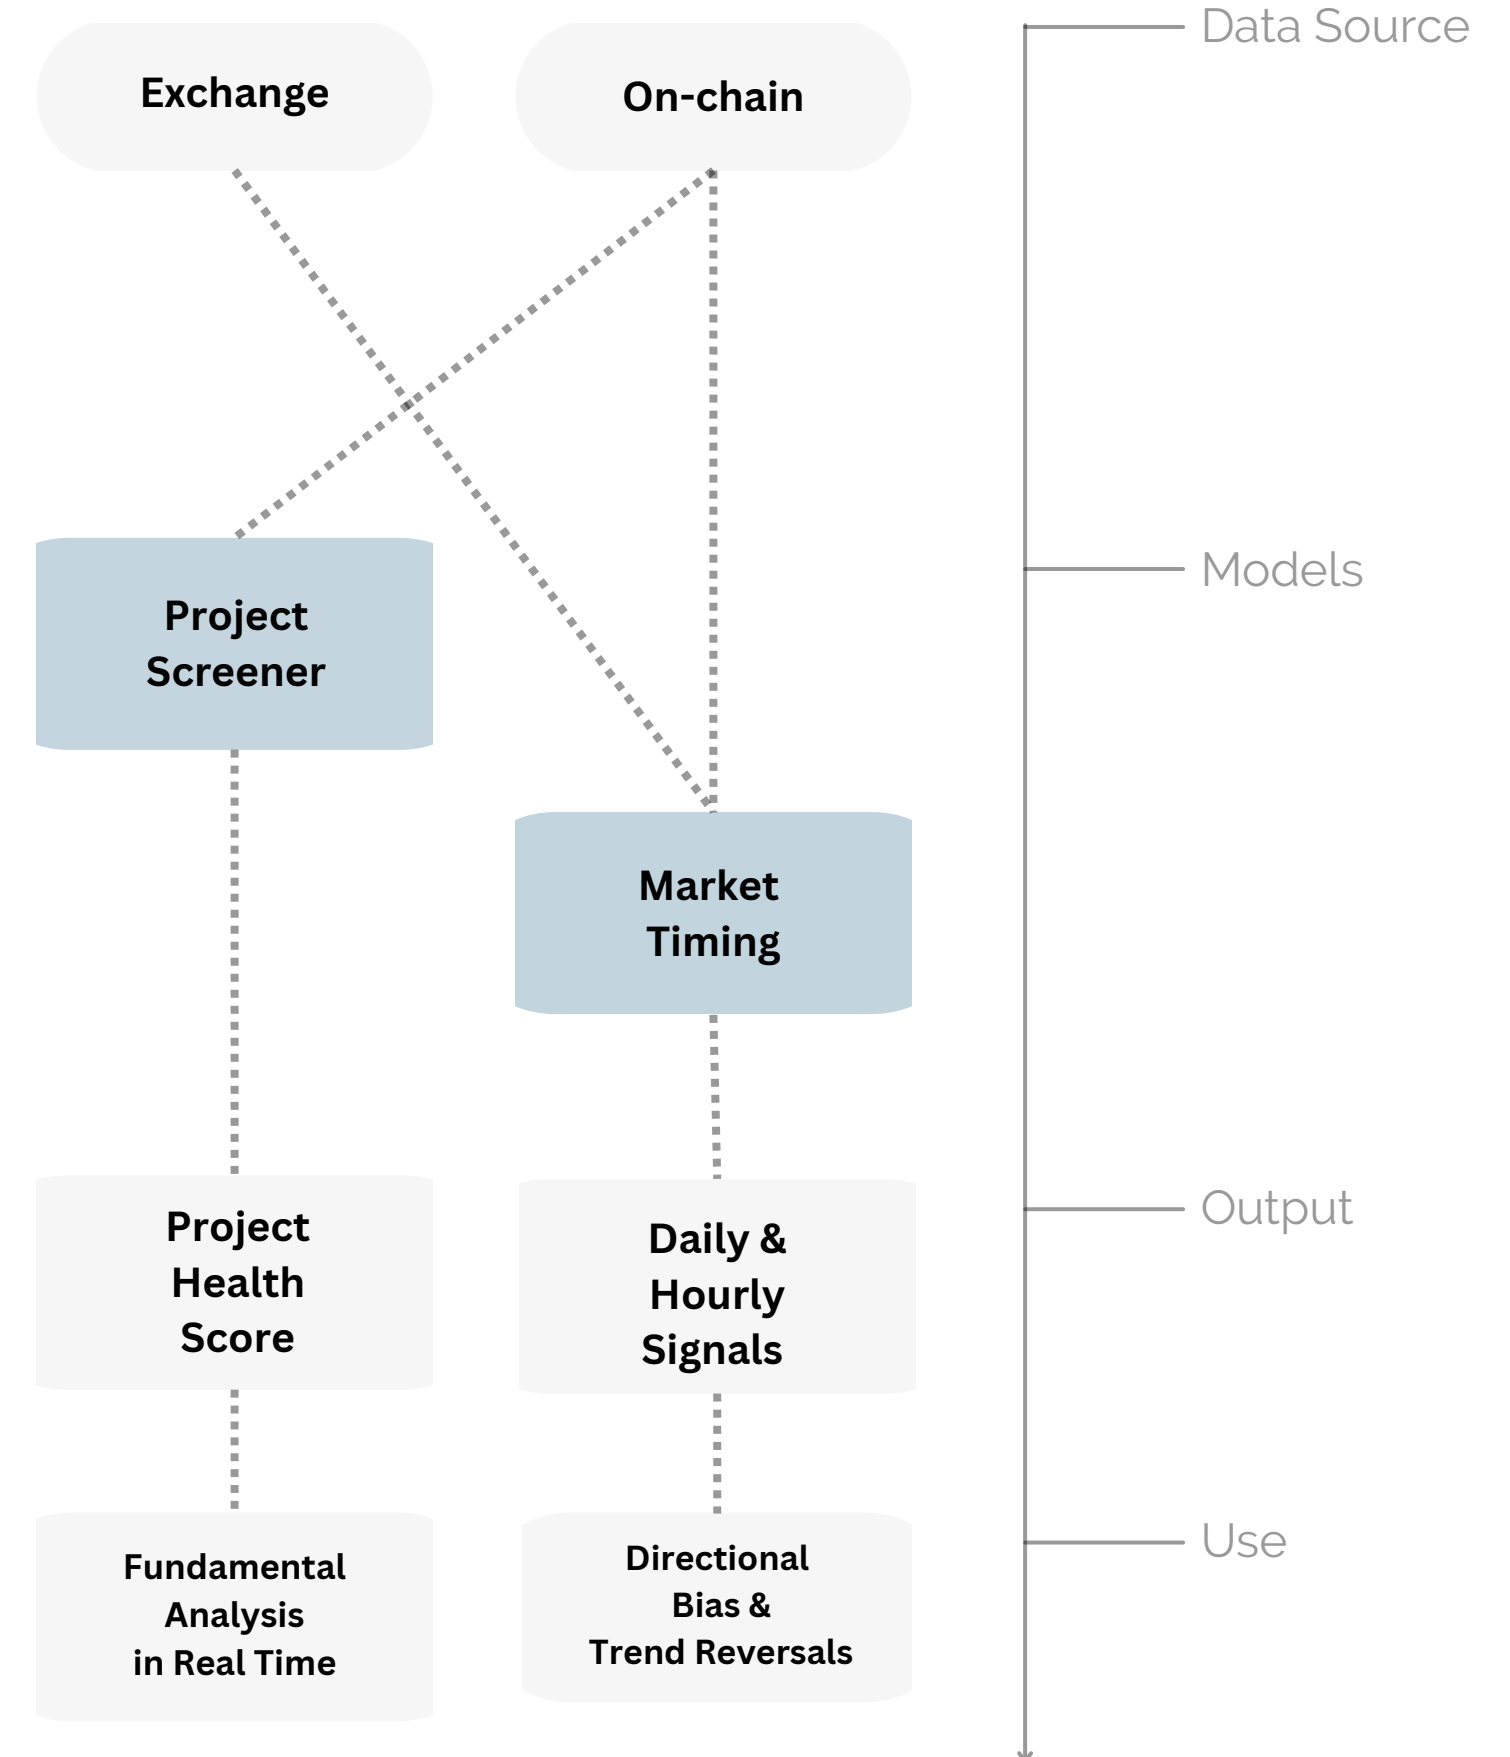 Exchange
On-chain
Data Source
Project
Screener
Models
Market
Timing
Project
Health
Score
Daily &
Hourly
Signals
Output
Fundamental
Analysis
in Real Time
Directional
Bias &
Trend Reversals
Use